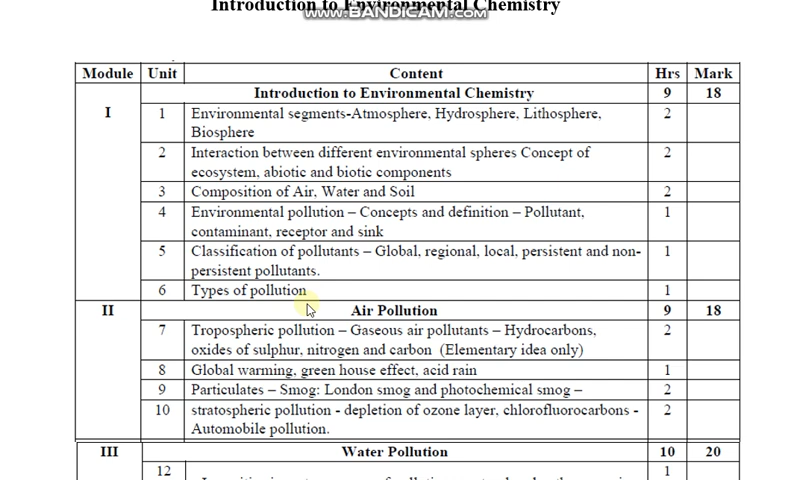 Introduction to Environmental Chemistry
www.BANDICAM.com
Module Unit Content Hrs Mark
Introduction to Environmental Chemistry 9 18
I 1 Environmental segments-Atmosphere, Hydrosphere, Lithosphere, 2
Biosphere
2 Interaction between different environmental spheres Concept of 2
ecosystem, abiotic and biotic components
3 Composition of Air, Water and Soil 2
4 Environmental pollution – Concepts and definition – Pollutant, 1
contaminant, receptor and sink
5 Classification of pollutants – Global, regional, local, persistent and non- 1
persistent pollutants.
6 Types of pollution 1
II Air Pollution 9 18
7 Tropospheric pollution – Gaseous air pollutants – Hydrocarbons, 2
oxides of sulphur, nitrogen and carbon (Elementary idea only)
8 Global warming, green house effect, acid rain 1
9 Particulates – Smog: London smog and photochemical smog – 2
10 stratospheric pollution - depletion of ozone layer, chlorofluorocarbons - 2
Automobile pollution.
III Water Pollution 10 20
12 1